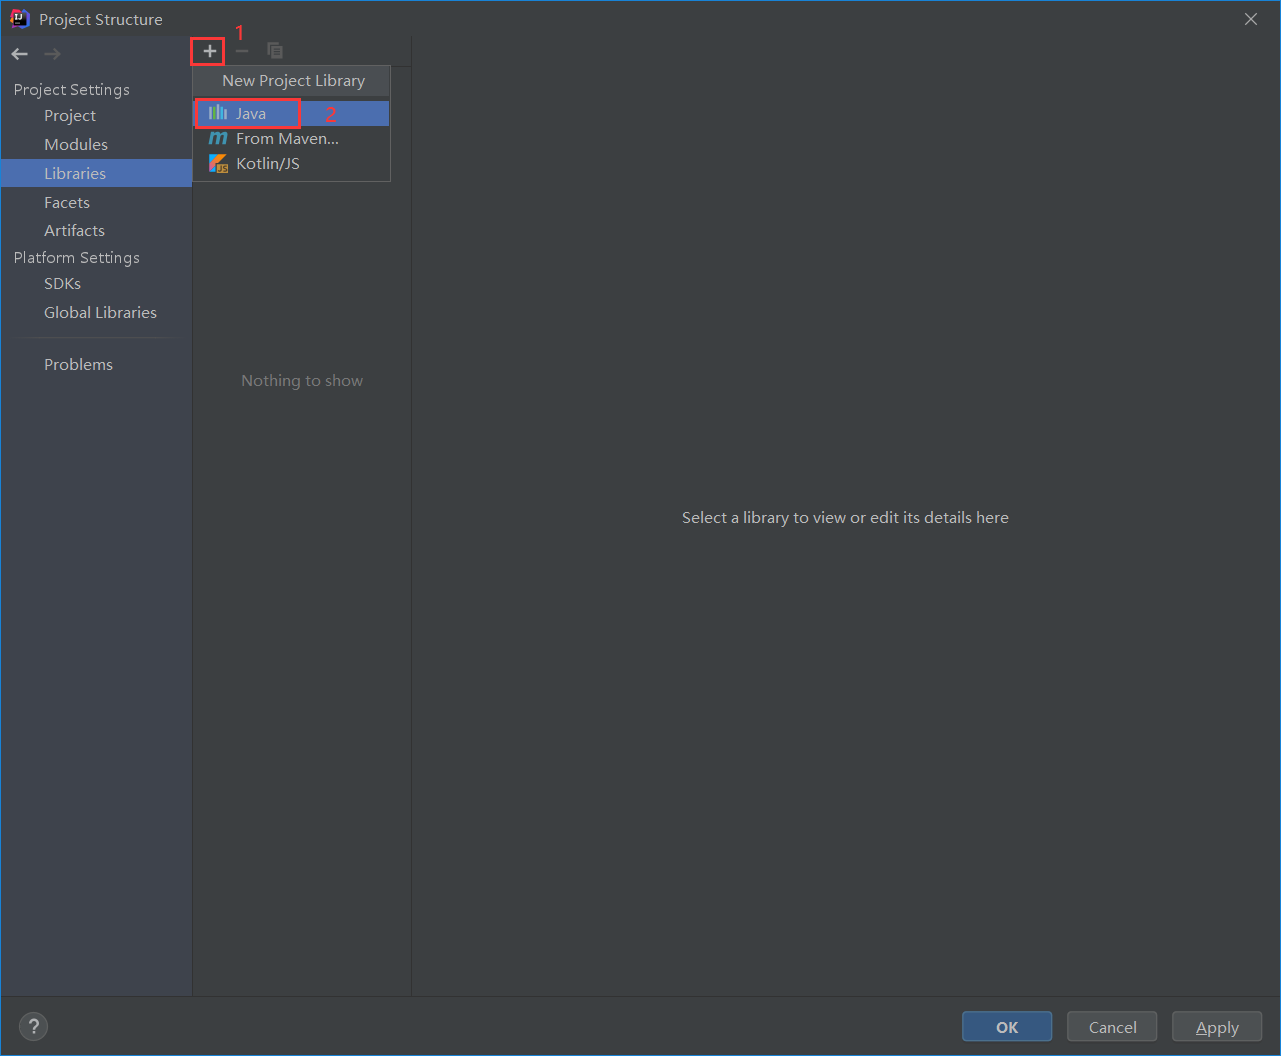 Project Structure
1
Project Settings
Project
Modules
Libraries
Facets
Artifacts
Platform Settings
SDKs
Global Libraries
Problems
New Project Library
Java
2
From Maven...
Kotlin/JS
Nothing to show
Select a library to view or edit its details here
?
OK
Cancel
Apply